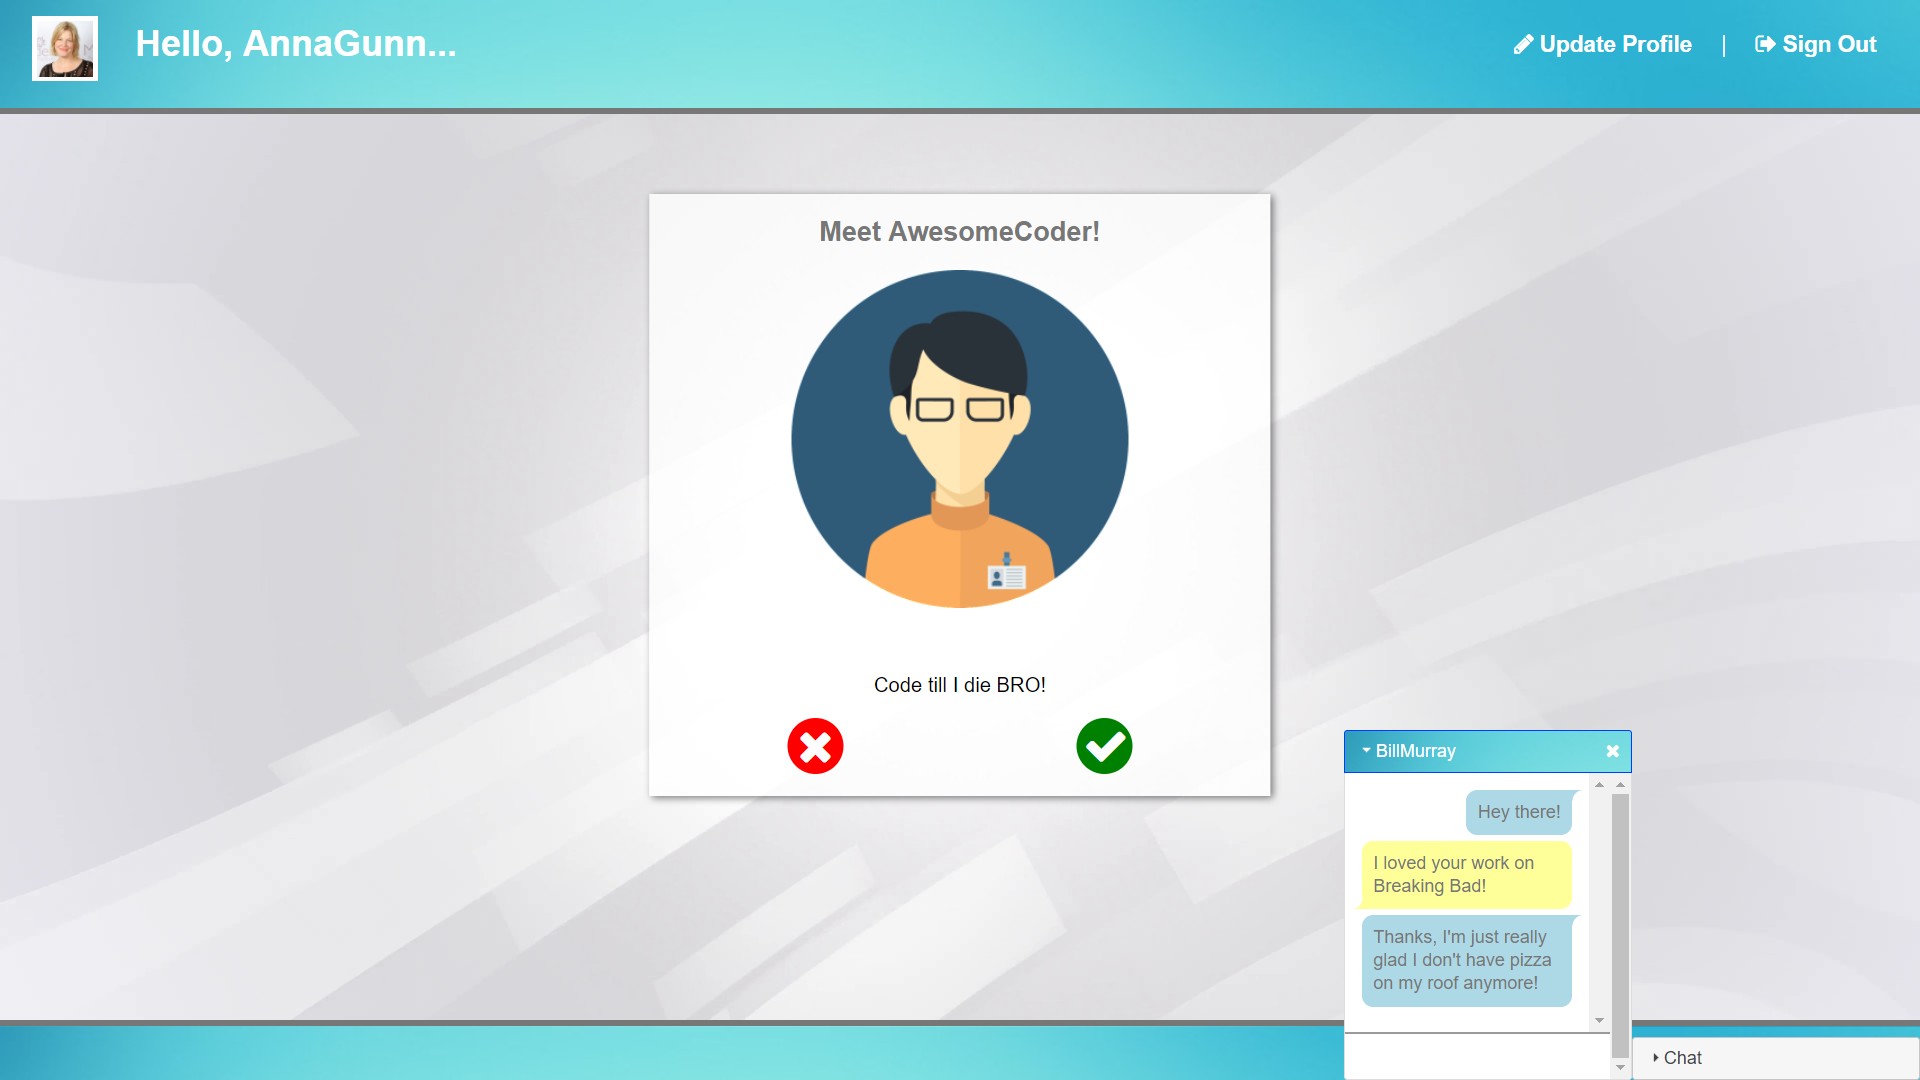 Hello, AnnaGunn...
Update Profile
|
Sign Out
Meet AwesomeCoder!
Code till I die BRO!
BillMurray
Hey there!
I loved your work on
Breaking Bad!
Thanks, I'm just really
glad I don't have pizza
on my roof anymore!
Chat